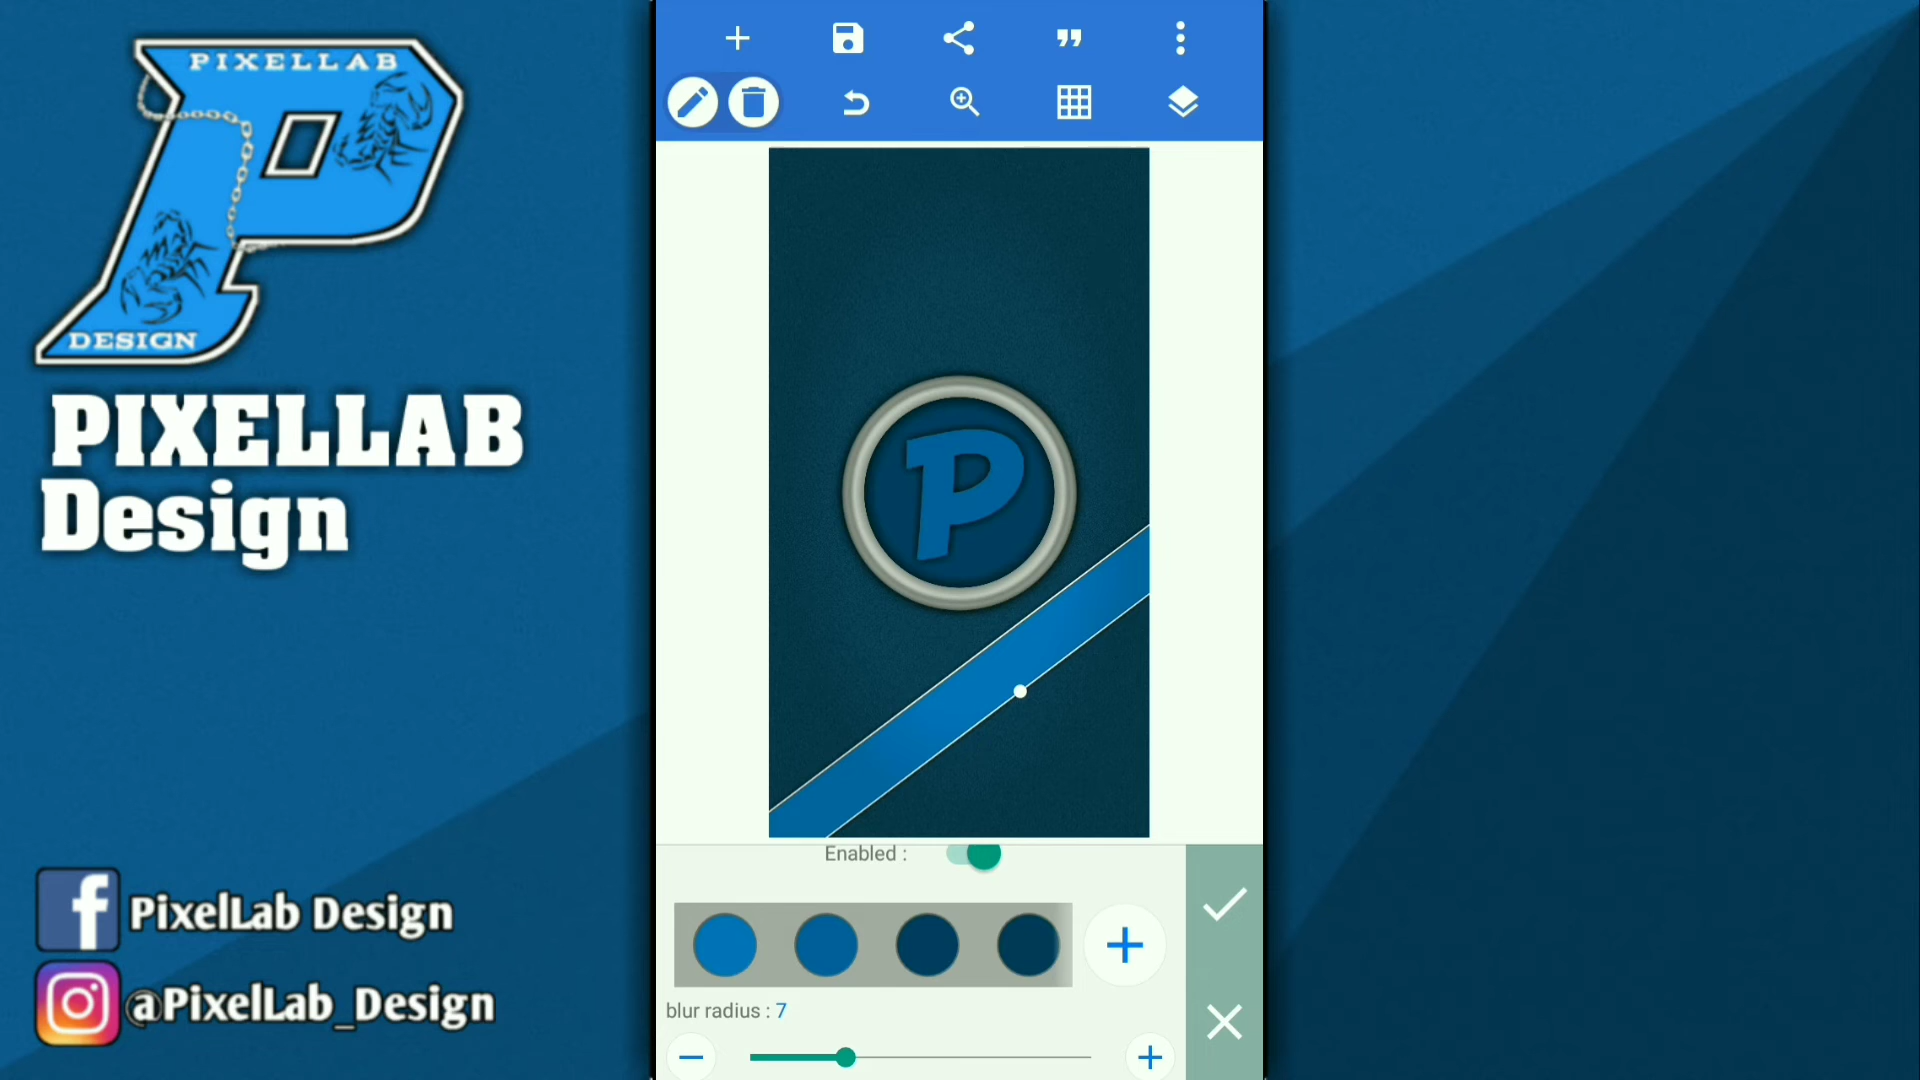 PIXELLAB
DESIGN
PIXELLAB
Design
f PixelLab Design
@PixelLab_Design
P
Enabled :
blur radius : 7